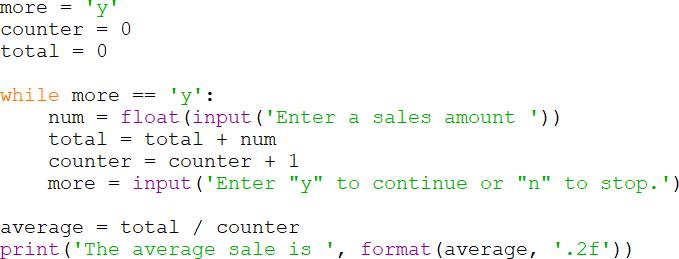 more = 'y'
counter = 0
total = 0
while more == 'y':
    num = float(input('Enter a sales amount '))
    total = total + num
    counter = counter + 1
    more = input('Enter "y" to continue or "n" to stop.')
average = total / counter
print('The average sale is ', format(average, '.2f'))